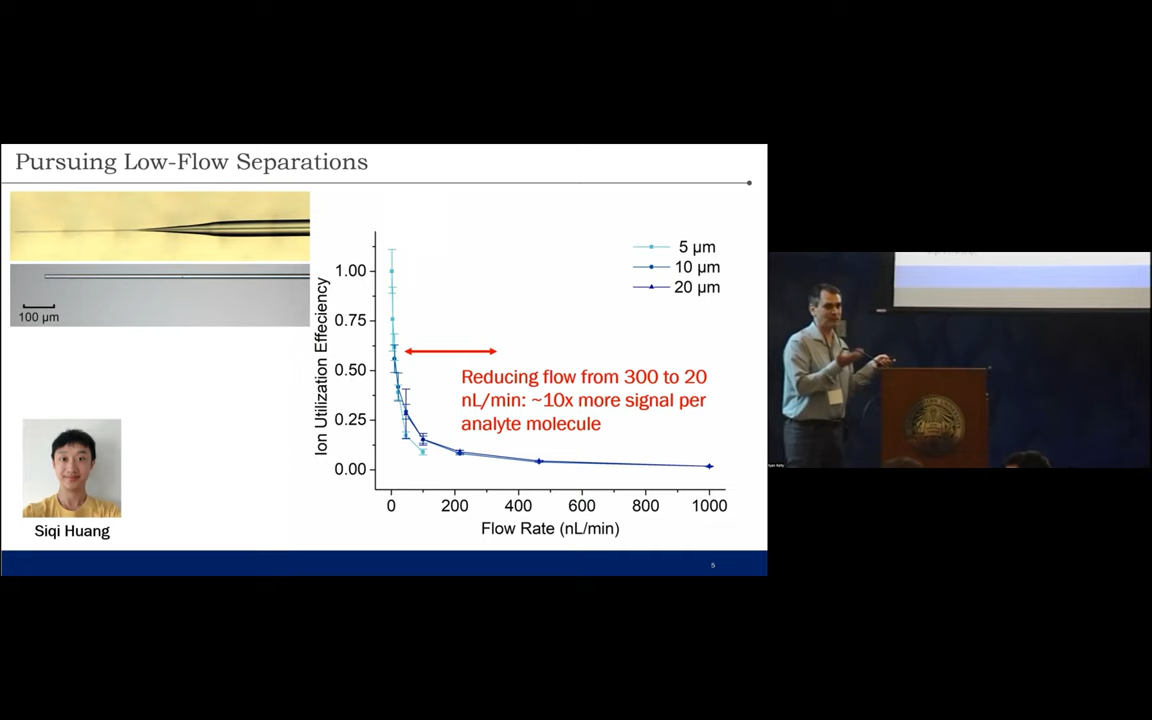 Pursuing Low-Flow Separations
100 µm
Siqi Huang
Ion Utilization Effeciency
1.00
0.75
0.50
0.25
0.00
5 µm
10 µm
20 µm
Reducing flow from 300 to 20
nL/min: ~10x more signal per
analyte molecule
0 200 400 600 800 1000
Flow Rate (nL/min)
5